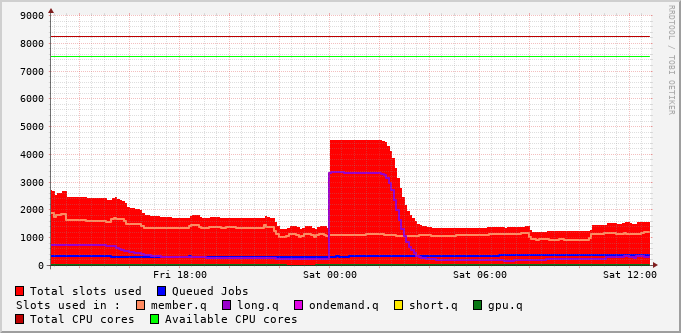 RRDTOOL / TOBI OETIKER
9000
8000
7000
6000
5000
4000
3000
2000
1000
0
Fri 18:00 Sat 00:00 Sat 06:00 Sat 12:00
Total slots used Queued Jobs
Slots used in : member.q long.q ondemand.q short.q gpu.q
Total CPU cores Available CPU cores